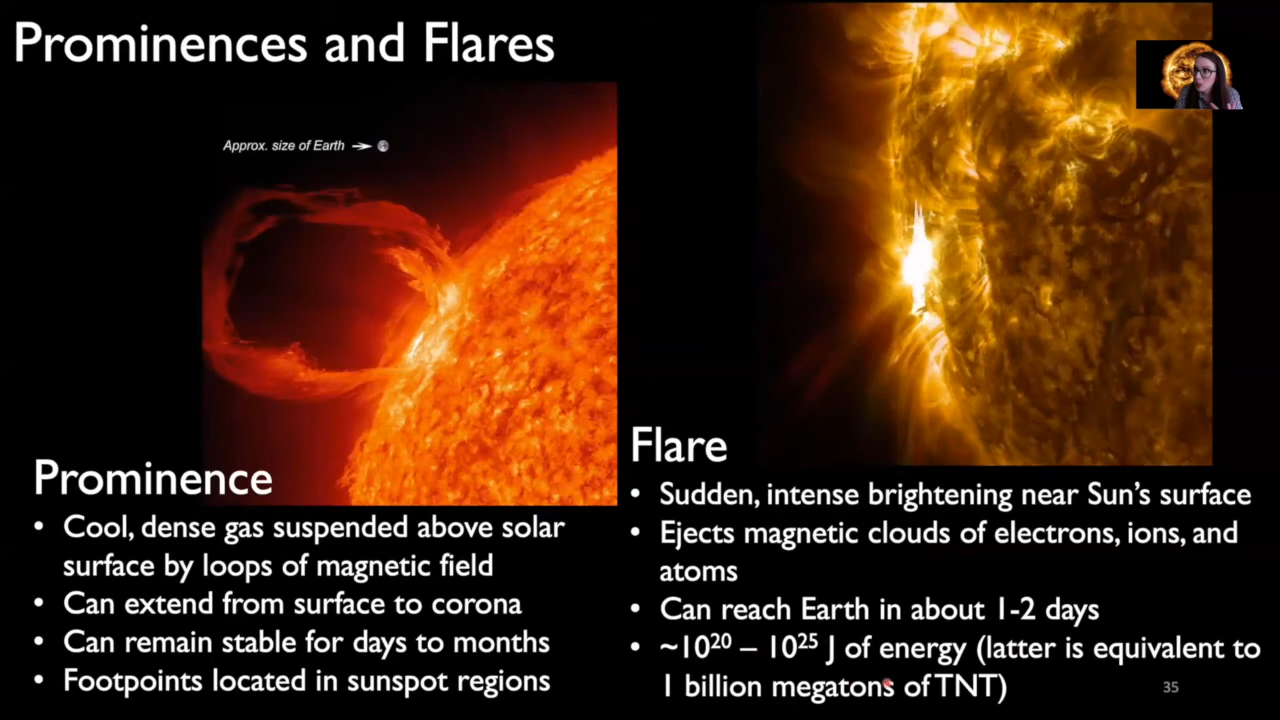 Prominences and Flares
Approx. size of Earth
Prominence
• Cool, dense gas suspended above solar
surface by loops of magnetic field
• Can extend from surface to corona
• Can remain stable for days to months
• Footpoints located in sunspot regions
Flare
• Sudden, intense brightening near Sun's surface
• Ejects magnetic clouds of electrons, ions, and
atoms
• Can reach Earth in about 1-2 days
• ~10²⁰ – 10²⁵ J of energy (latter is equivalent to
1 billion megatons of TNT)
35